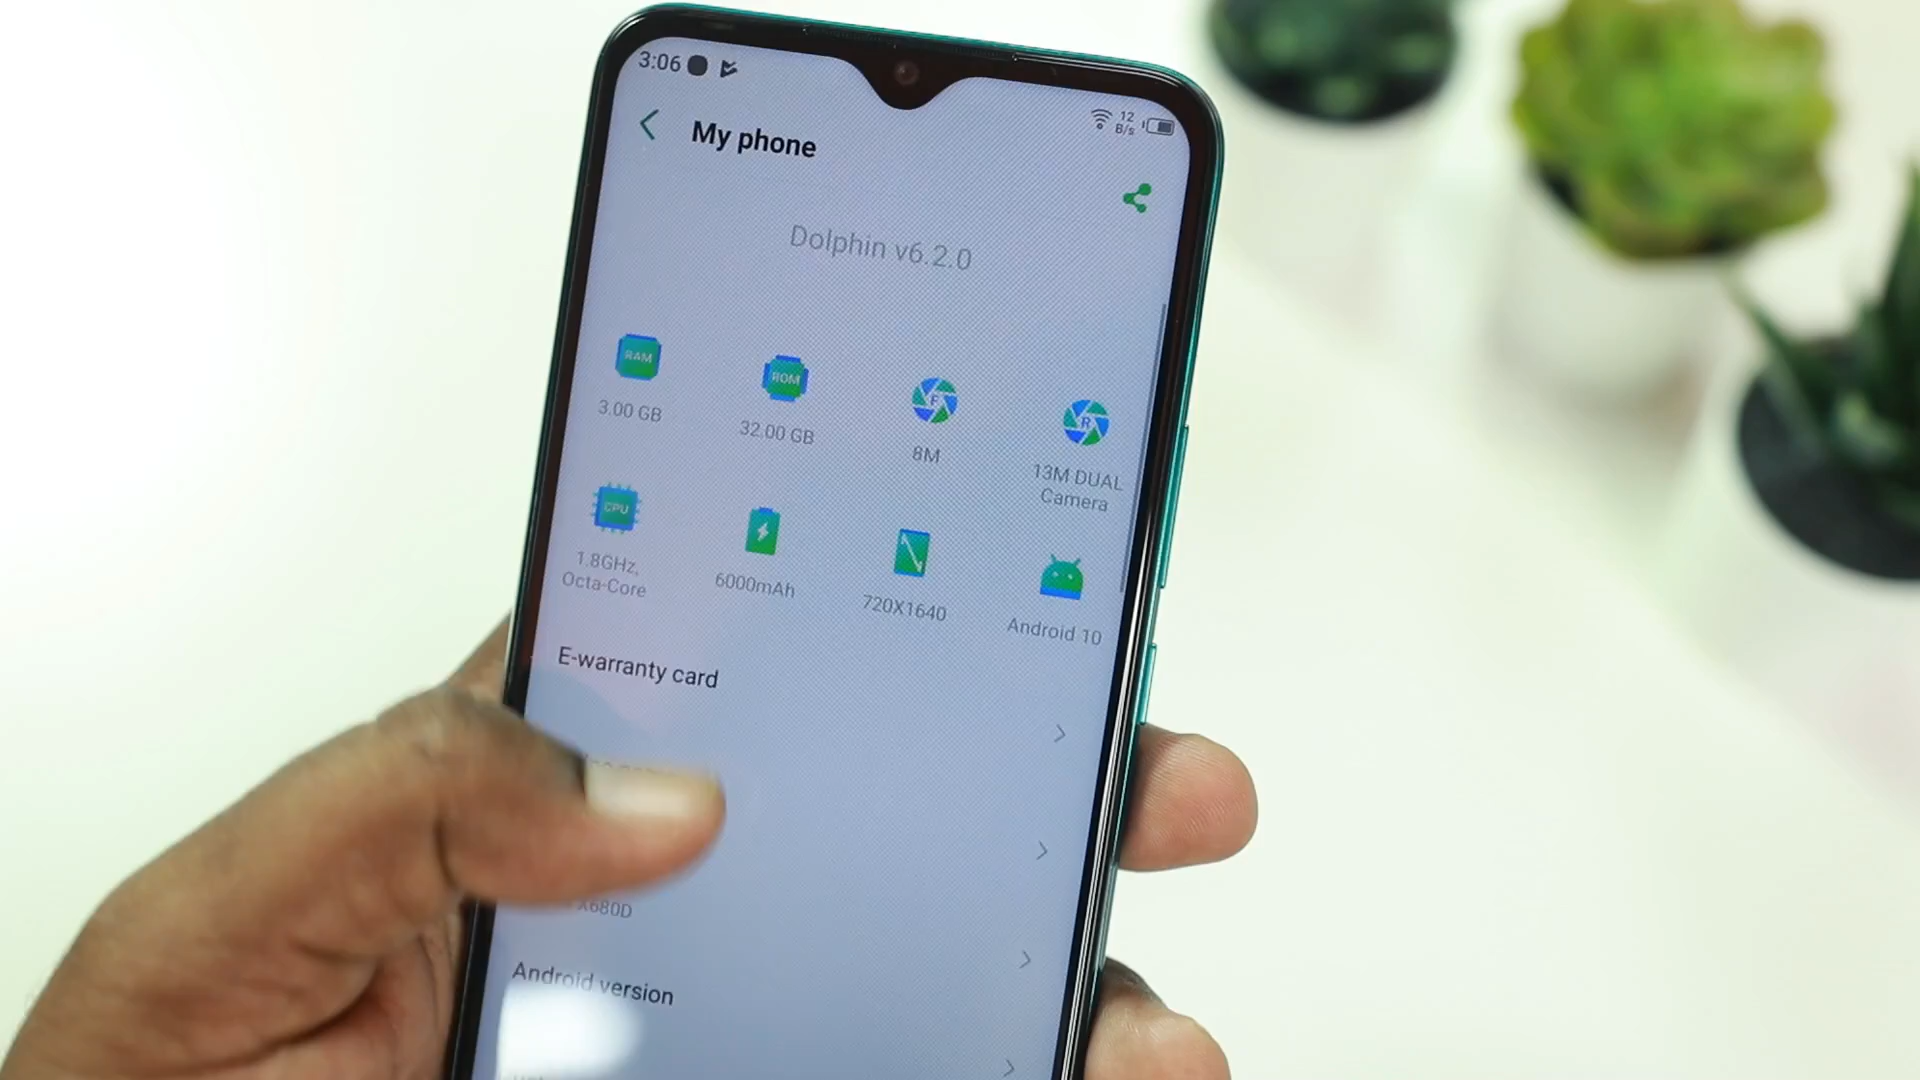 3:06
12
B/s
My phone
Dolphin v6.2.0
RAM
ROM
F
R
3.00 GB
32.00 GB
8M
13M DUAL
Camera
CPU
1.8GHz,
Octa-Core
6000mAh
720X1640
Android 10
E-warranty card
X680D
Android version